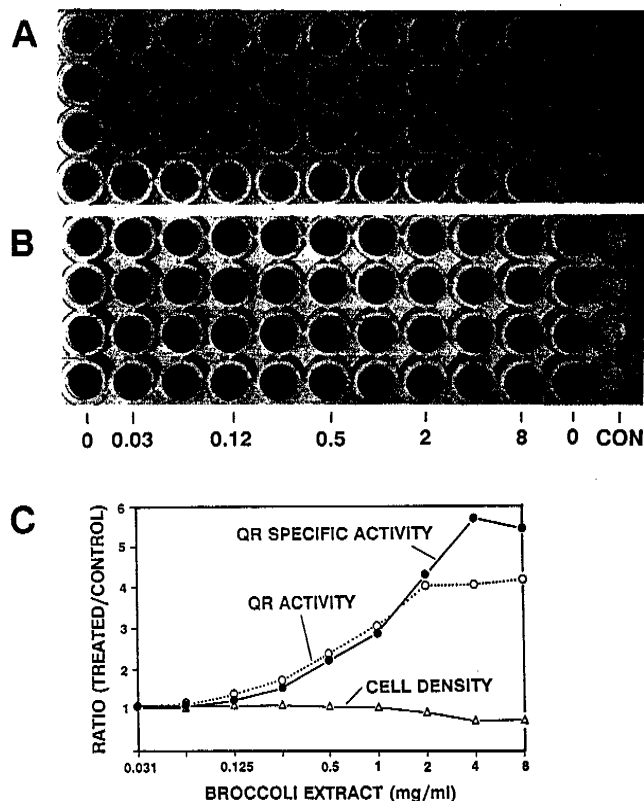 A
B
0 0.03 0.12 0.5 2 8 0 CON
C
RATIO (TREATED/CONTROL)
6
5
4
3
2
1
QR SPECIFIC ACTIVITY
QR ACTIVITY
CELL DENSITY
0.031 0.125 0.5 1 2 4 8
BROCCOLI EXTRACT (mg/ml)